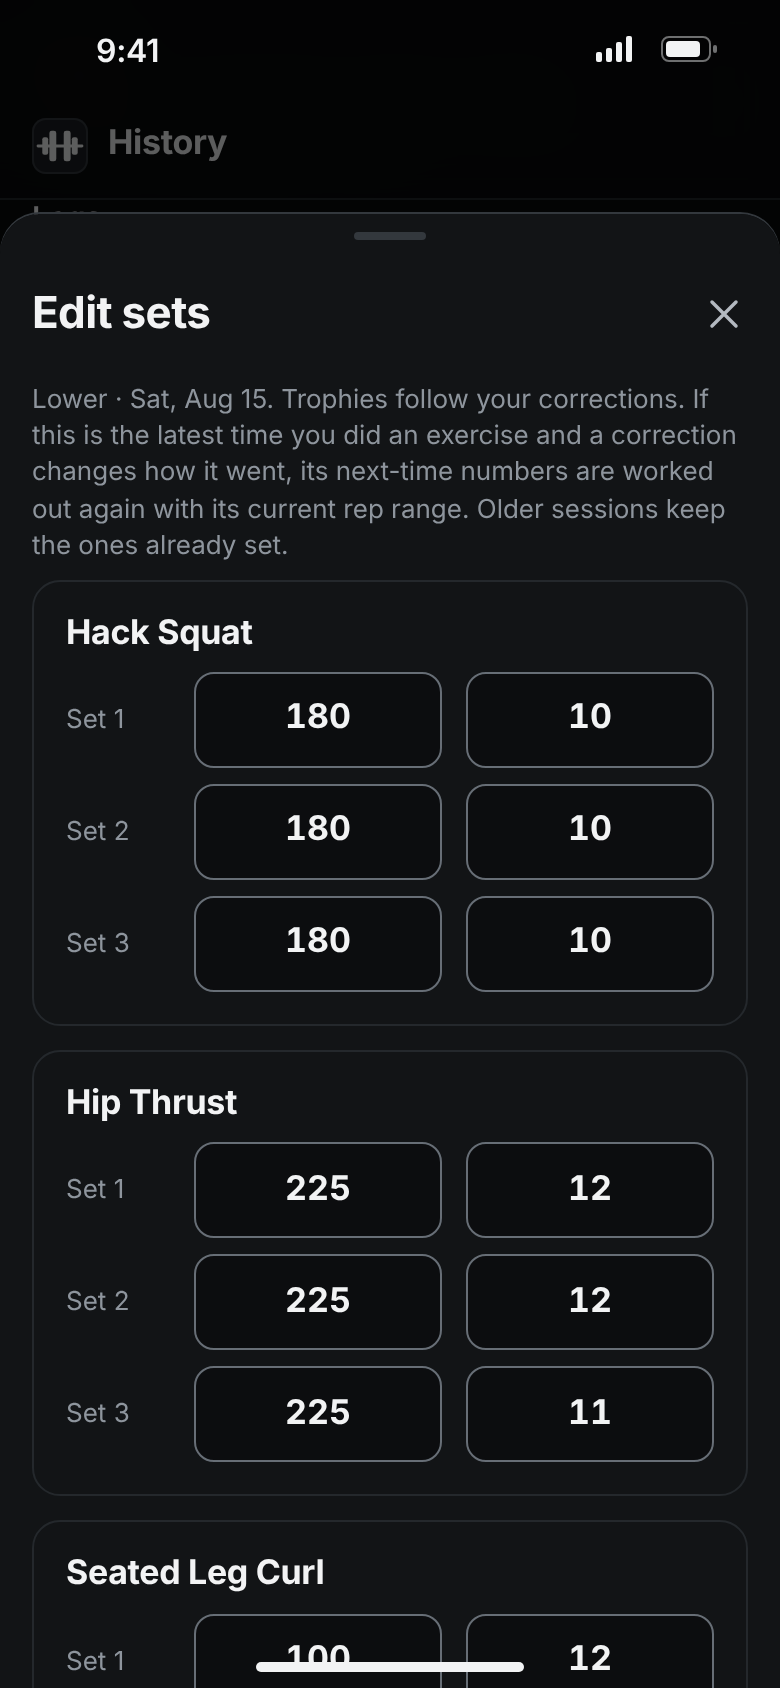 9:41
History
Edit sets
Lower · Sat, Aug 15. Trophies follow your corrections. If
this is the latest time you did an exercise and a correction
changes how it went, its next-time numbers are worked
out again with its current rep range. Older sessions keep
the ones already set.
Hack Squat
Set 1 180 10
Set 2 180 10
Set 3 180 10
Hip Thrust
Set 1 225 12
Set 2 225 12
Set 3 225 11
Seated Leg Curl
Set 1 100 12